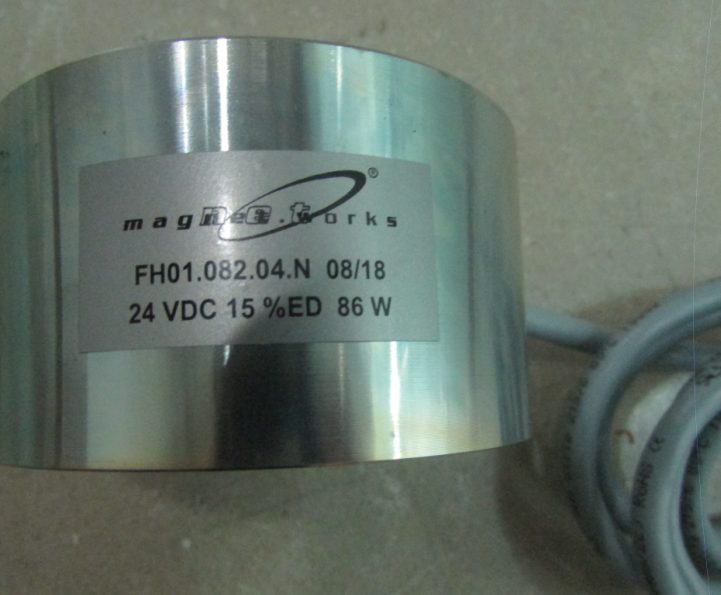 magnet.works®
FH01.082.04.N 08/18
24 VDC 15 %ED 86 W